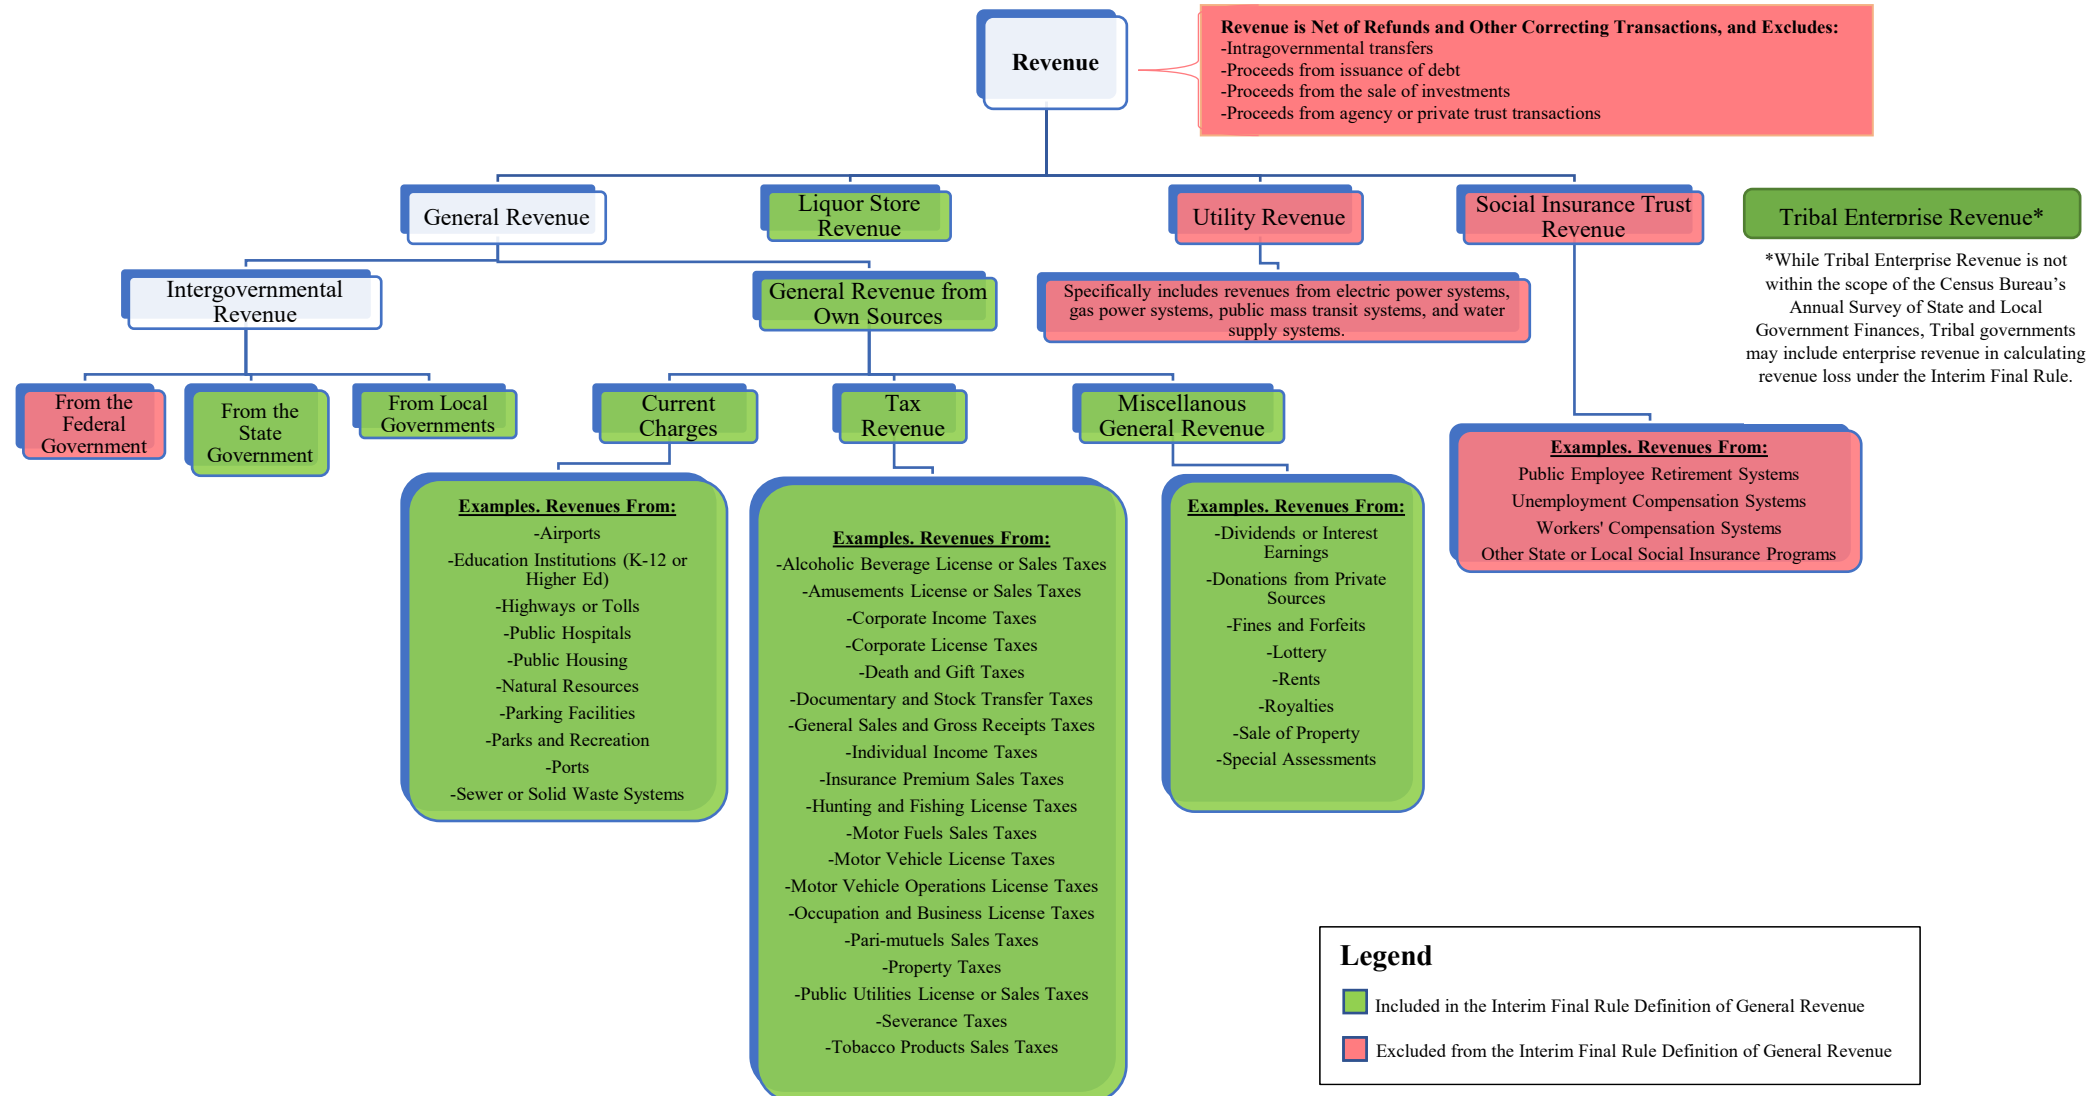 Revenue
Revenue is Net of Refunds and Other Correcting Transactions, and Excludes:
-Intragovernmental transfers
-Proceeds from issuance of debt
-Proceeds from the sale of investments
-Proceeds from agency or private trust transactions
General Revenue
Liquor Store
Revenue
Utility Revenue
Social Insurance Trust
Revenue
Tribal Enterprise Revenue*
*While Tribal Enterprise Revenue is not
within the scope of the Census Bureau’s
Annual Survey of State and Local
Government Finances, Tribal governments
may include enterprise revenue in calculating
revenue loss under the Interim Final Rule.
Intergovernmental
Revenue
General Revenue from
Own Sources
Specifically includes revenues from electric power systems,
gas power systems, public mass transit systems, and water
supply systems.
From the
Federal
Government
From the
State
Government
From Local
Governments
Current
Charges
Tax
Revenue
Miscellanous
General Revenue
Examples. Revenues From:
-Airports
-Education Institutions (K-12 or
Higher Ed)
-Highways or Tolls
-Public Hospitals
-Public Housing
-Natural Resources
-Parking Facilities
-Parks and Recreation
-Ports
-Sewer or Solid Waste Systems
Examples. Revenues From:
-Alcoholic Beverage License or Sales Taxes
-Amusements License or Sales Taxes
-Corporate Income Taxes
-Corporate License Taxes
-Death and Gift Taxes
-Documentary and Stock Transfer Taxes
-General Sales and Gross Receipts Taxes
-Individual Income Taxes
-Insurance Premium Sales Taxes
-Hunting and Fishing License Taxes
-Motor Fuels Sales Taxes
-Motor Vehicle License Taxes
-Motor Vehicle Operations License Taxes
-Occupation and Business License Taxes
-Pari-mutuels Sales Taxes
-Property Taxes
-Public Utilities License or Sales Taxes
-Severance Taxes
-Tobacco Products Sales Taxes
Examples. Revenues From:
-Dividends or Interest
Earnings
-Donations from Private
Sources
-Fines and Forfeits
-Lottery
-Rents
-Royalties
-Sale of Property
-Special Assessments
Examples. Revenues From:
Public Employee Retirement Systems
Unemployment Compensation Systems
Workers' Compensation Systems
Other State or Local Social Insurance Programs
Legend
Included in the Interim Final Rule Definition of General Revenue
Excluded from the Interim Final Rule Definition of General Revenue